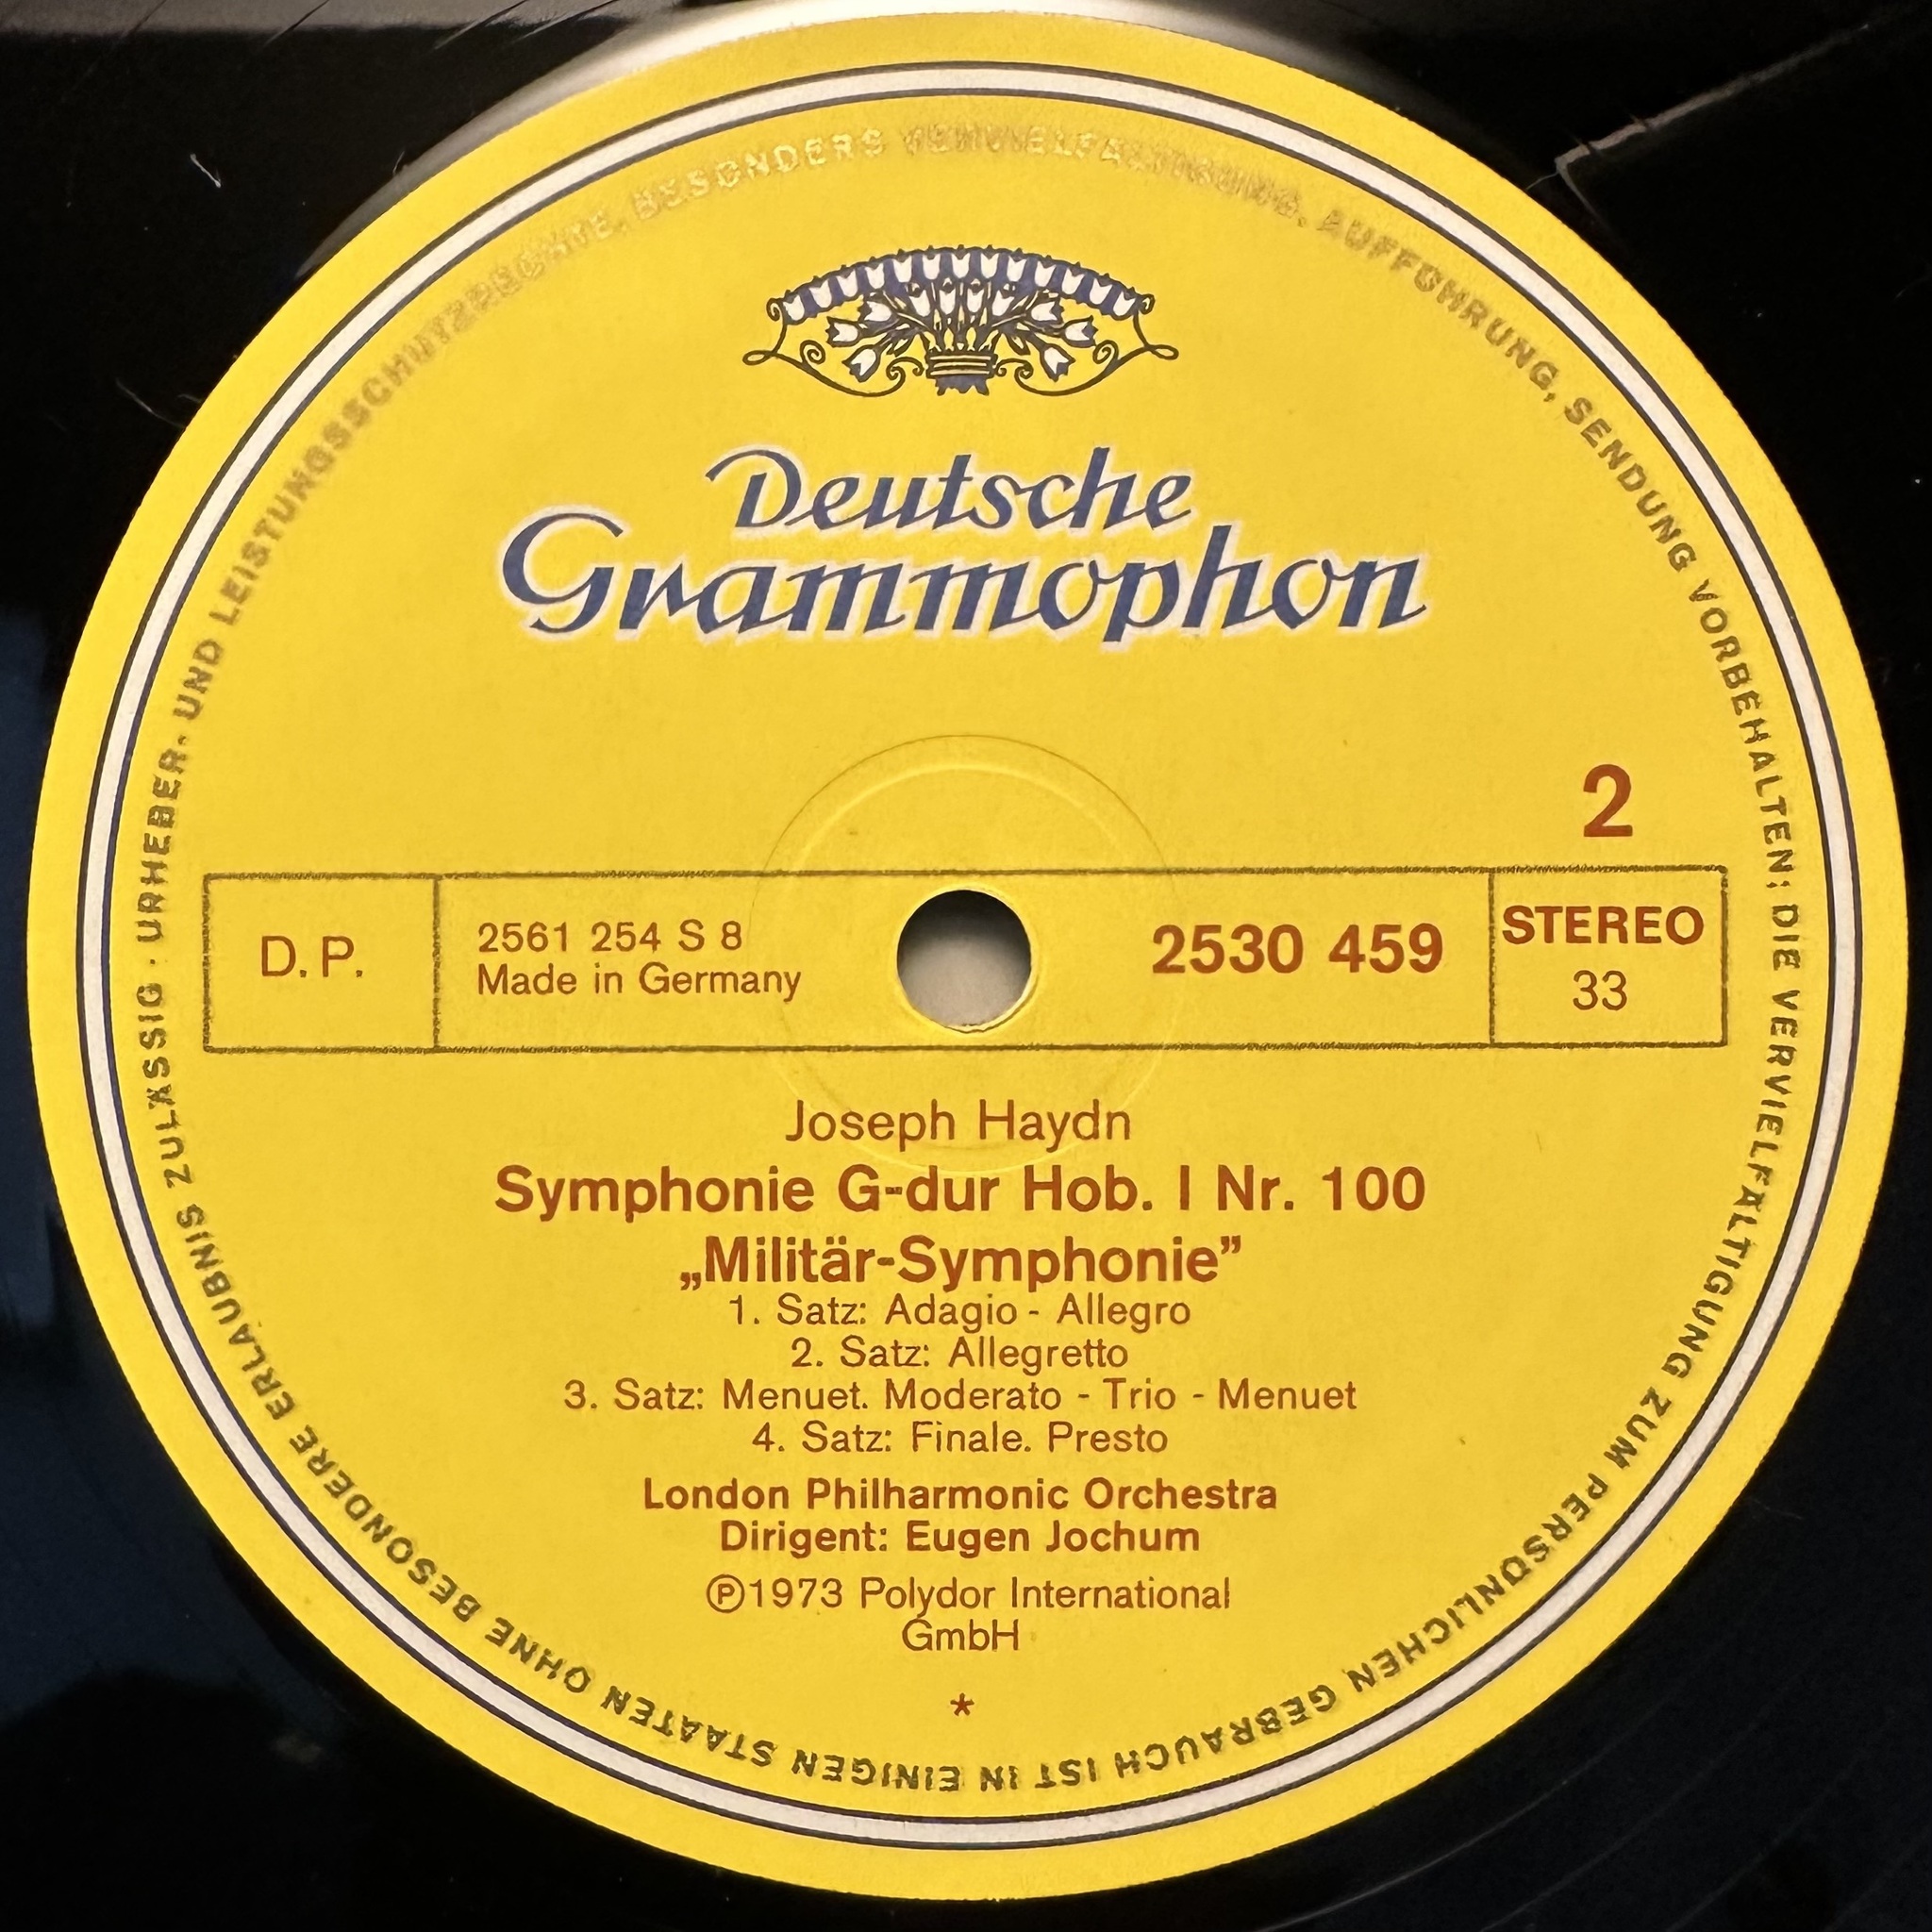 Deutsche
Grammophon
2
D.P.
2561 254 S 8
Made in Germany
2530 459
STEREO
33
Joseph Haydn
Symphonie G-dur Hob. I Nr. 100
„Militär-Symphonie”
1. Satz: Adagio - Allegro
2. Satz: Allegretto
3. Satz: Menuet. Moderato - Trio - Menuet
4. Satz: Finale. Presto
London Philharmonic Orchestra
Dirigent: Eugen Jochum
Ⓟ1973 Polydor International
GmbH
*
· URHEBER- UND LEISTUNGSSCHUTZRECHTE, BESONDERS VERVIELFÄLTIGUNG, AUFFÜHRUNG, SENDUNG VORBEHALTEN; DIE VERVIELFÄLTIGUNG ZUM PERSÖNLICHEN GEBRAUCH IST IN EINIGEN STAATEN OHNE BESONDERE ERLAUBNIS ZULÄSSIG